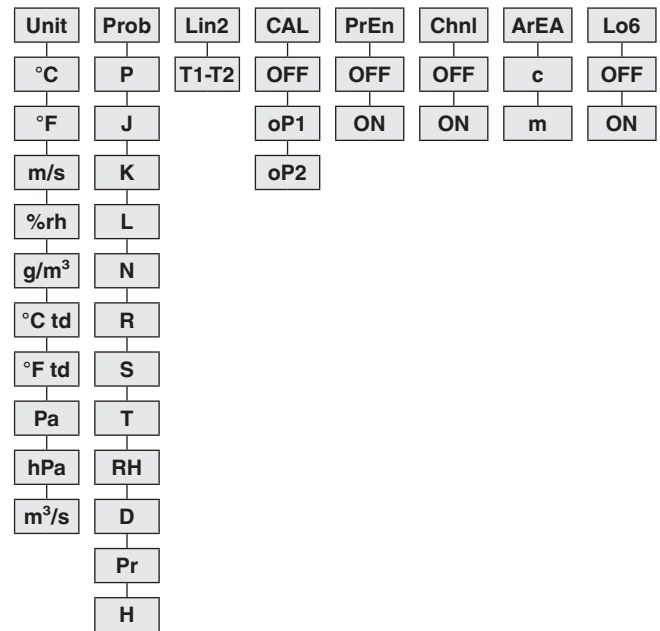 Unit Prob Lin2 CAL PrEn Chnl ArEA Lo6
°C P T1-T2 OFF OFF OFF c OFF
°F J oP1 ON ON m ON
m/s K oP2
%rh L
g/m³ N
°C td R
°F td S
Pa T
hPa RH
m³/s D
Pr
H